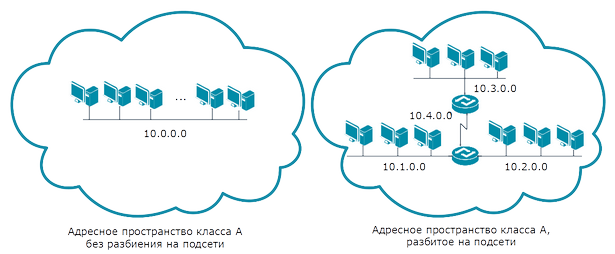 10.3.0.0
10.4.0.0
...
10.0.0.0
10.1.0.0
10.2.0.0
Адресное пространство класса А
без разбиения на подсети
Адресное пространство класса А,
разбитое на подсети